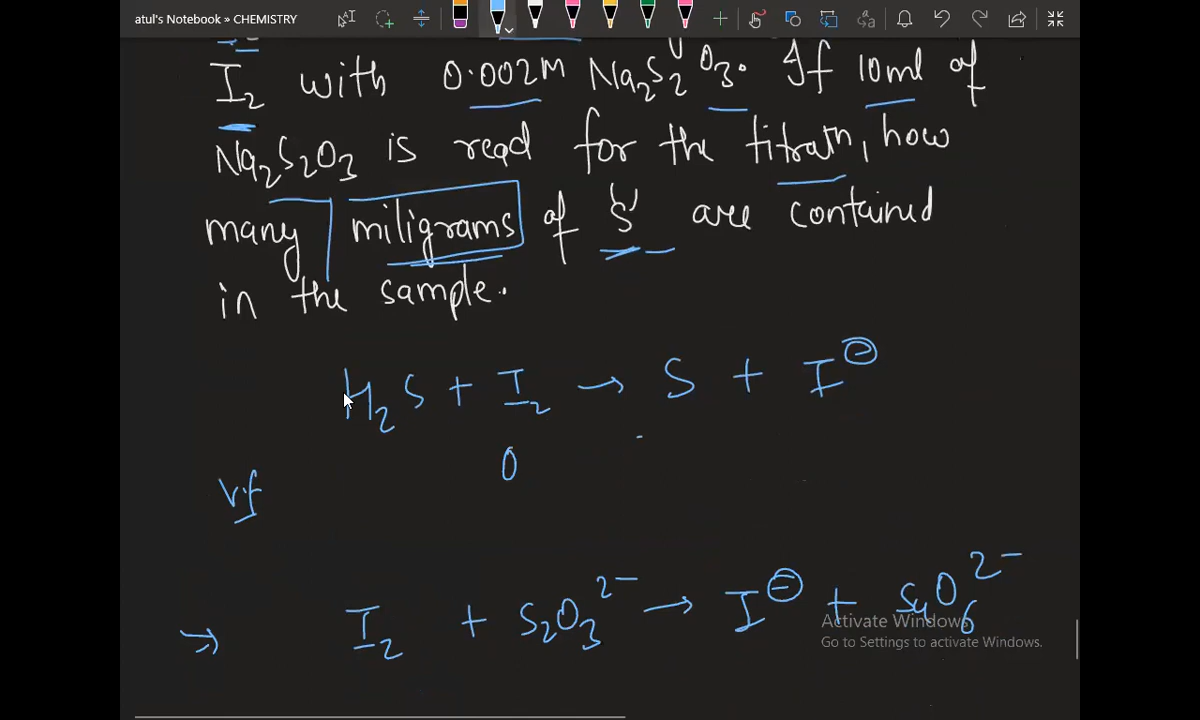 atul's Notebook » CHEMISTRY
I2 with 0.002M Na2S2O3. If 10ml of
Na2S2O3 is reqd for the titratn, how
many miligrams of S are contained
in the sample.
H2S + I2 → S + I⊖
0
v.f
→ I2 + S2O3 2− → I⊖ + S4O6 2−
Activate Windows
Go to Settings to activate Windows.